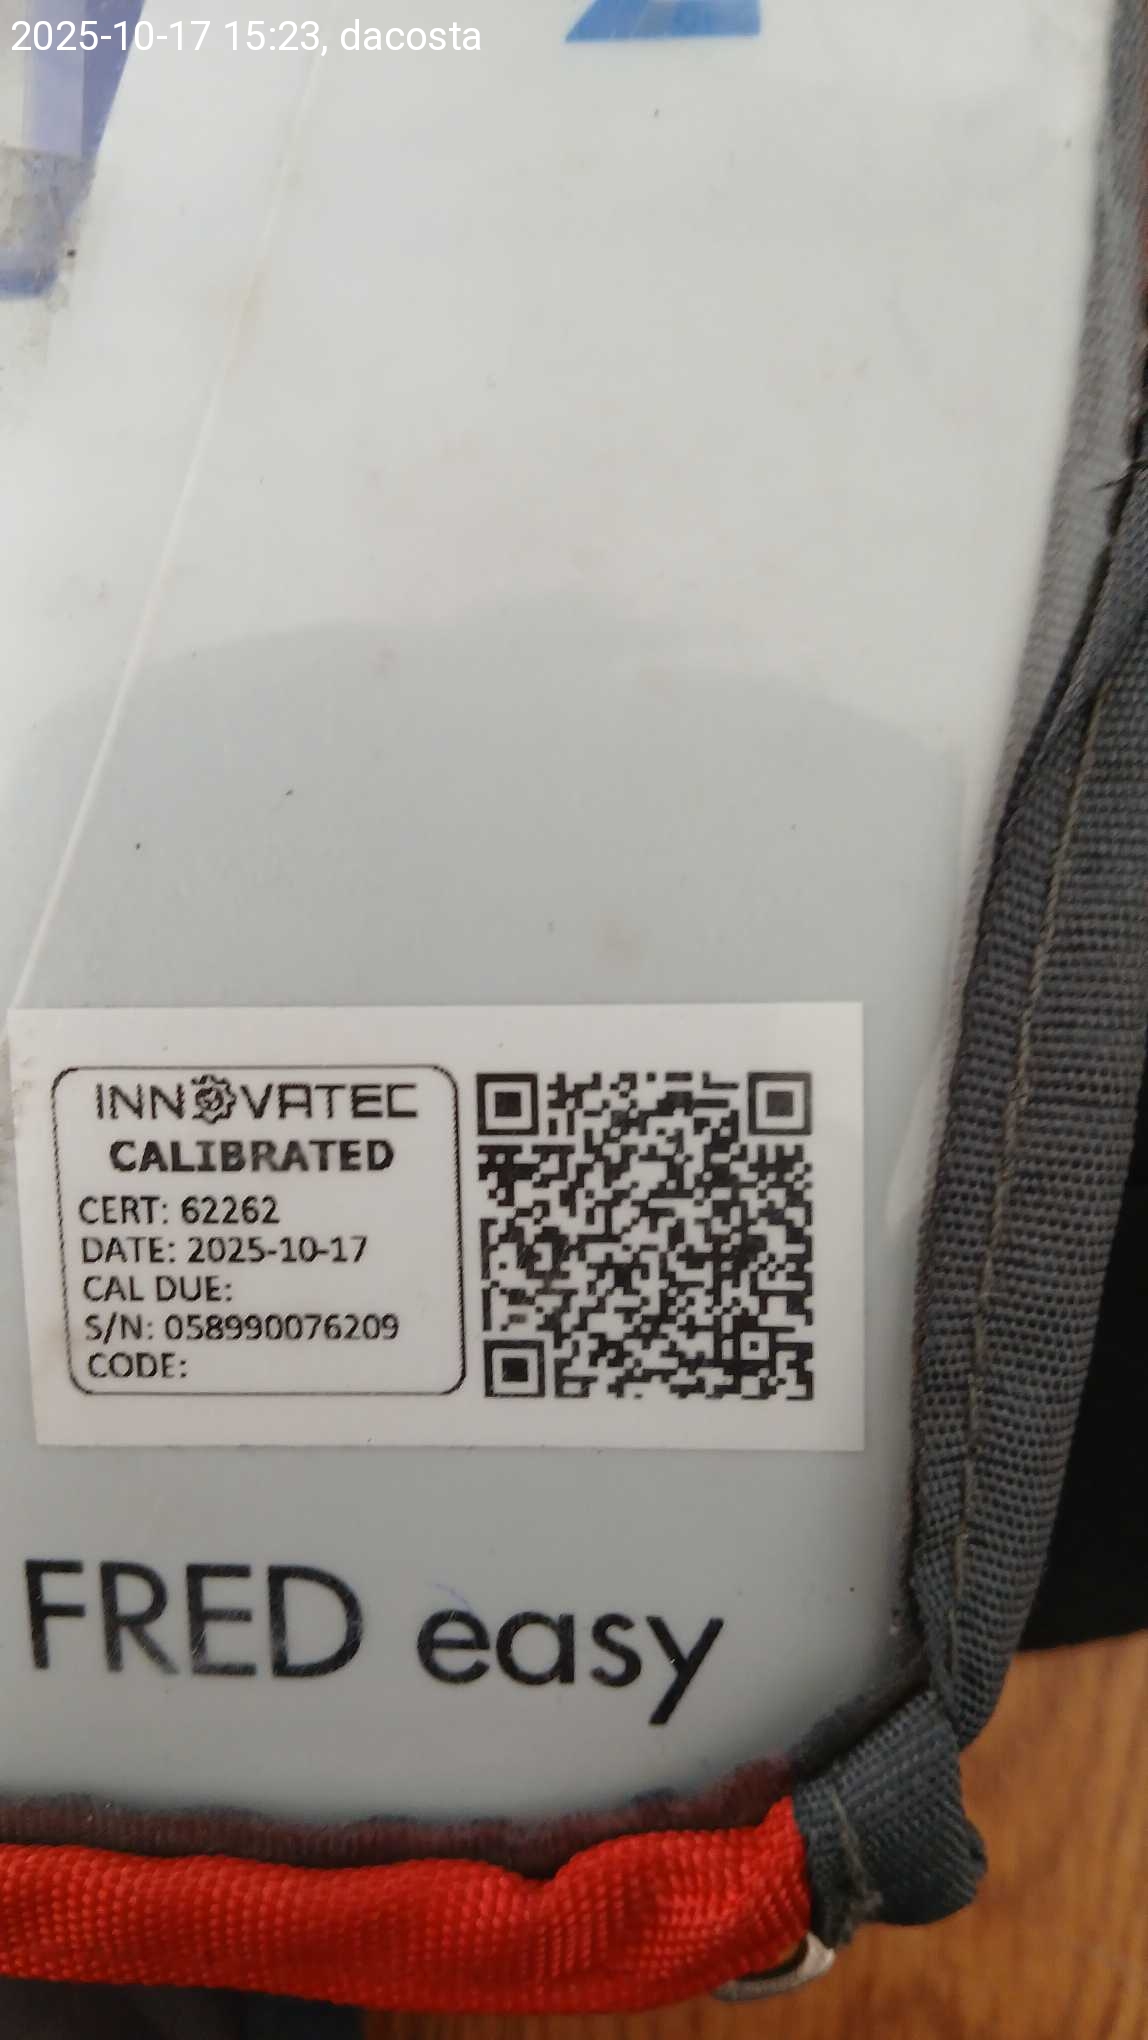 2025-10-17 15:23, dacosta
INNOVATEC
CALIBRATED
CERT: 62262
DATE: 2025-10-17
CAL DUE:
S/N: 058990076209
CODE:
FRED easy